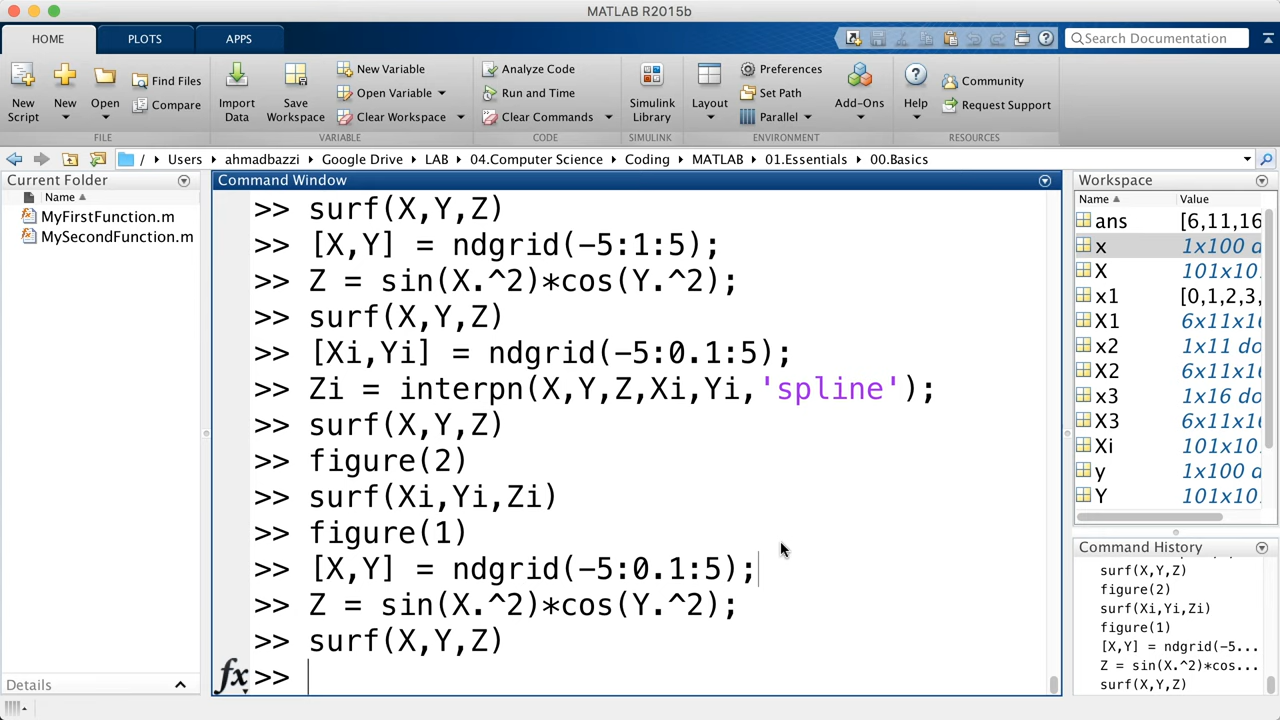 MATLAB R2015b
HOME PLOTS APPS
Search Documentation
New Script
New
Open
Find Files
Compare
Import Data
Save Workspace
New Variable
Open Variable
Clear Workspace
Analyze Code
Run and Time
Clear Commands
Simulink Library
Layout
Preferences
Set Path
Parallel
Add-Ons
Help
Community
Request Support
FILE VARIABLE CODE SIMULINK ENVIRONMENT RESOURCES
/ Users ahmadbazzi Google Drive LAB 04.Computer Science Coding MATLAB 01.Essentials 00.Basics
Current Folder
Name
MyFirstFunction.m
MySecondFunction.m
Details
Command Window
>> surf(X,Y,Z)
>> [X,Y] = ndgrid(-5:1:5);
>> Z = sin(X.^2)*cos(Y.^2);
>> surf(X,Y,Z)
>> [Xi,Yi] = ndgrid(-5:0.1:5);
>> Zi = interpn(X,Y,Z,Xi,Yi,'spline');
>> surf(X,Y,Z)
>> figure(2)
>> surf(Xi,Yi,Zi)
>> figure(1)
>> [X,Y] = ndgrid(-5:0.1:5);
>> Z = sin(X.^2)*cos(Y.^2);
>> surf(X,Y,Z)
fx >>
Workspace
Name Value
ans [6,11,16
x 1x100 d
X 101x10
x1 [0,1,2,3,
X1 6x11x16
x2 1x11 do
X2 6x11x16
x3 1x16 do
X3 6x11x16
Xi 101x10
y 1x100 d
Y 101x10
Command History
surf(X,Y,Z)
figure(2)
surf(Xi,Yi,Zi)
figure(1)
[X,Y] = ndgrid(-5...
Z = sin(X.^2)*cos...
surf(X,Y,Z)